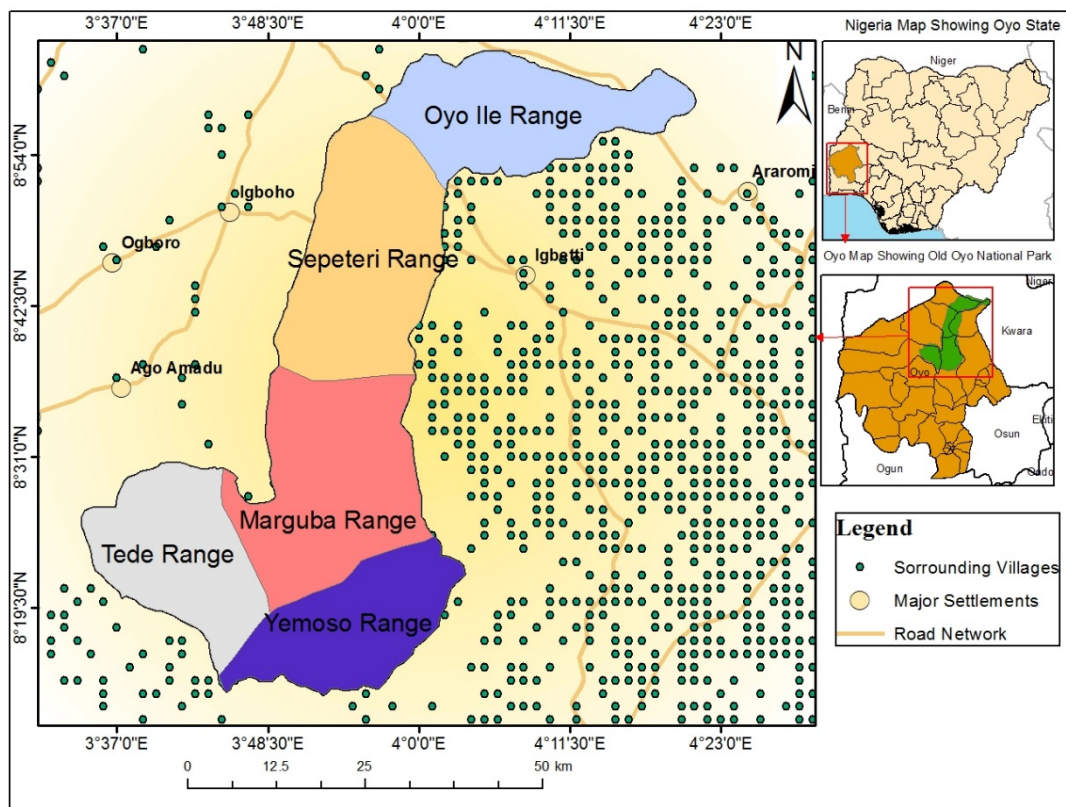 3°37'0"E 3°48'30"E 4°0'0"E 4°11'30"E 4°23'0"E
N
8°54'0"N
8°42'30"N
8°31'0"N
8°19'30"N
Oyo Ile Range
Araromi
Igboho
Ogboro
Sepeteri Range
Igbetti
Ago Amadu
Marguba Range
Tede Range
Yemoso Range
3°37'0"E 3°48'30"E 4°0'0"E 4°11'30"E 4°23'0"E
0 12.5 25 50 km
Nigeria Map Showing Oyo State
Niger
Oyo Map Showing Old Oyo National Park
Niger
Kwara
Oyo
Ekiti
Osun
Ogun
Legend
Sorrounding Villages
Major Settlements
Road Network